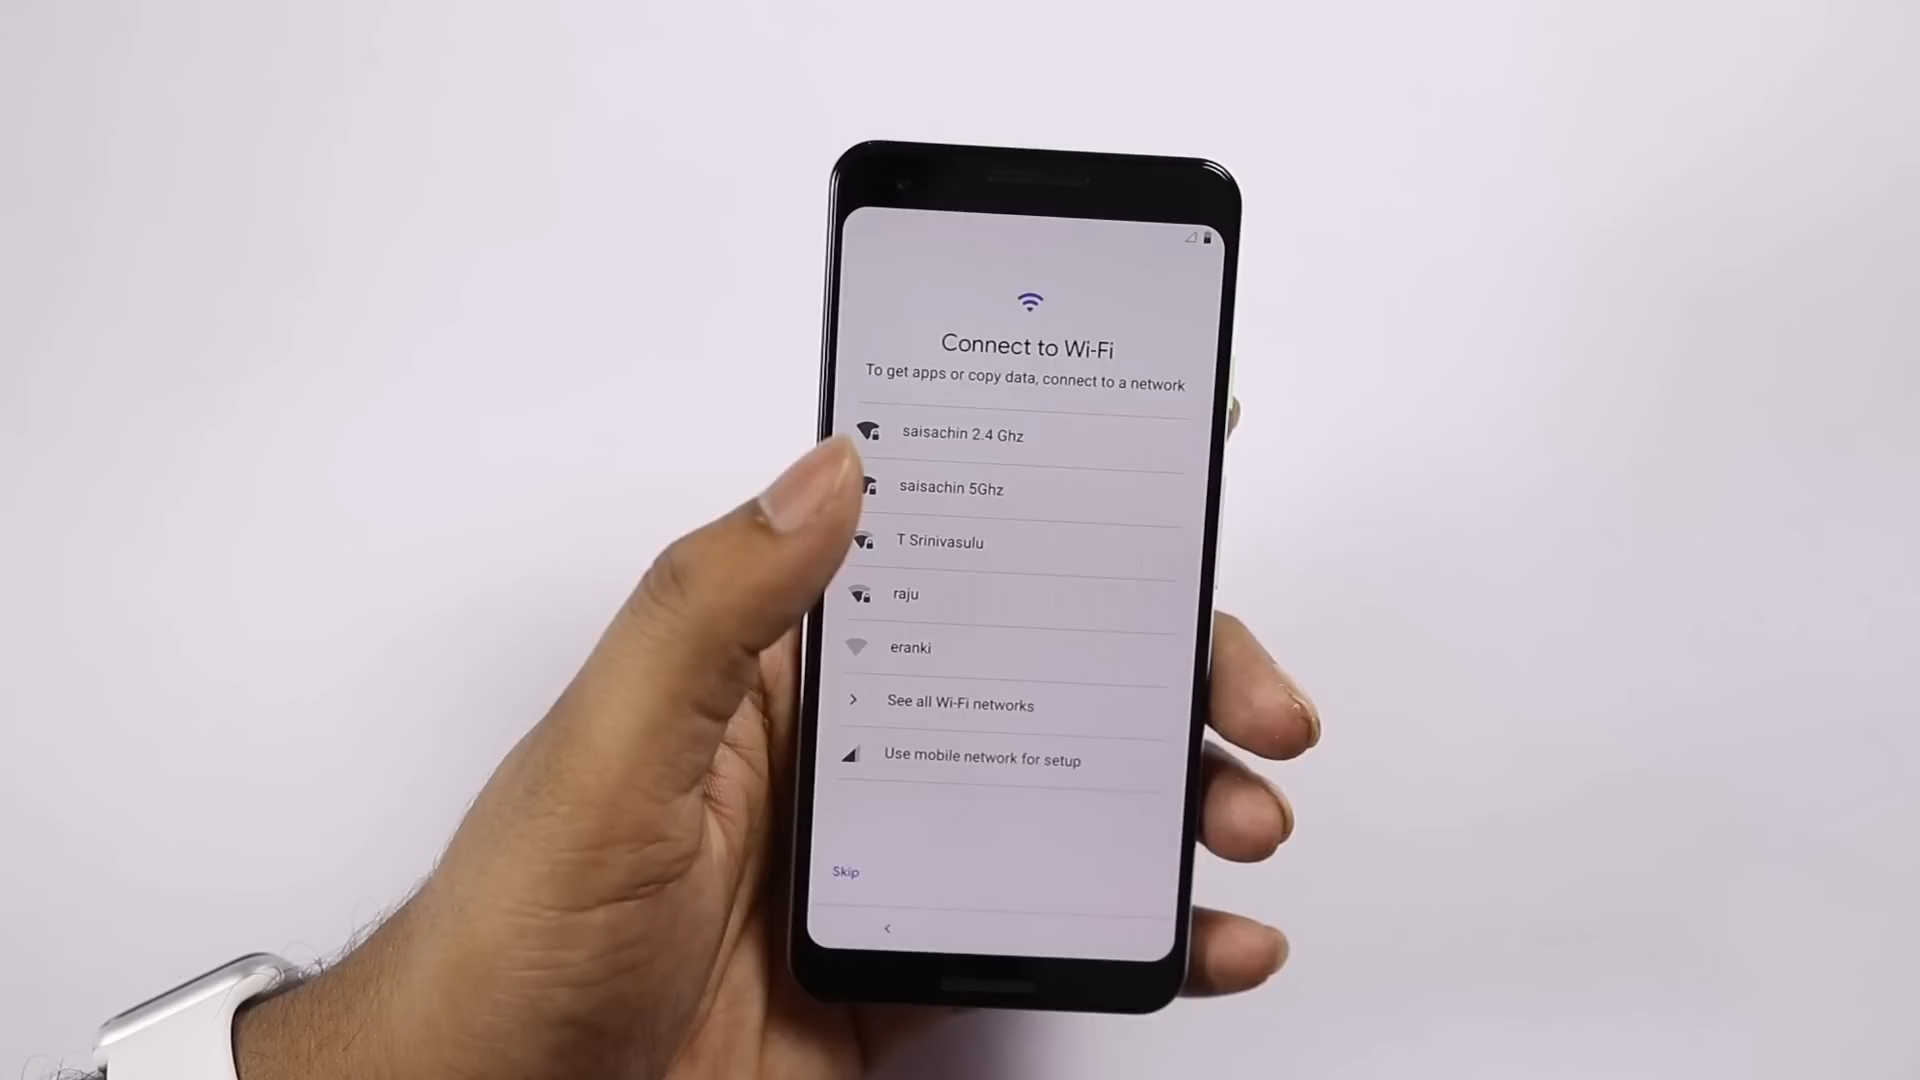 Connect to Wi-Fi
To get apps or copy data, connect to a network
saisachin 2.4 Ghz
saisachin 5Ghz
T Srinivasulu
raju
eranki
See all Wi-Fi networks
Use mobile network for setup
Skip